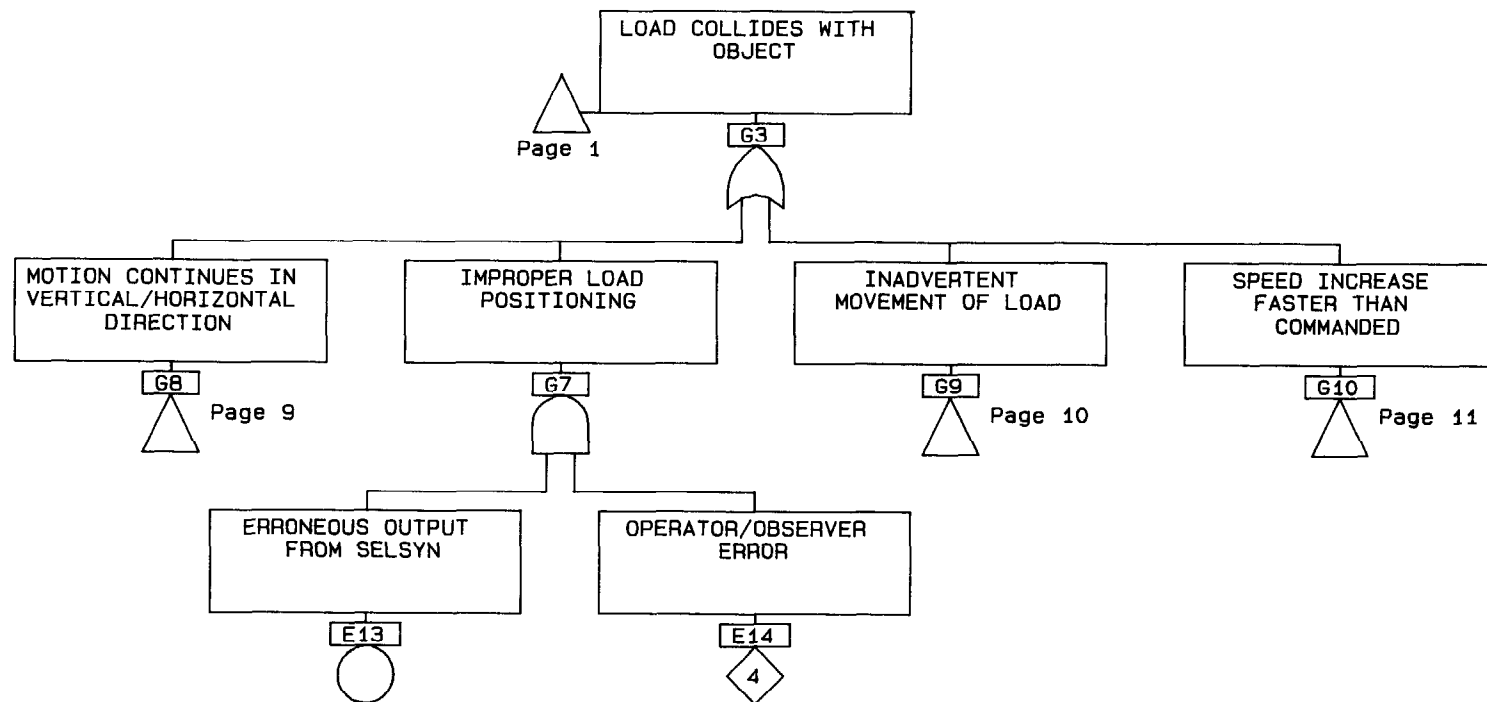 LOAD COLLIDES WITH
OBJECT
Page 1
G3
MOTION CONTINUES IN
VERTICAL/HORIZONTAL
DIRECTION
IMPROPER LOAD
POSITIONING
INADVERTENT
MOVEMENT OF LOAD
SPEED INCREASE
FASTER THAN
COMMANDED
G8
Page 9
G7
G9
Page 10
G10
Page 11
ERRONEOUS OUTPUT
FROM SELSYN
OPERATOR/OBSERVER
ERROR
E13
E14
4